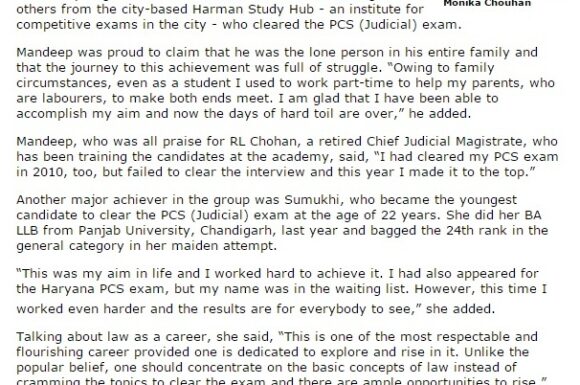 Monika Chouhan
others from the city-based Harman Study Hub - an institute for
competitive exams in the city - who cleared the PCS (Judicial) exam.
Mandeep was proud to claim that he was the lone person in his entire family and
that the journey to this achievement was full of struggle. “Owing to family
circumstances, even as a student I used to work part-time to help my parents, who
are labourers, to make both ends meet. I am glad that I have been able to
accomplish my aim and now the days of hard toil are over,” he added.
Mandeep, who was all praise for RL Chohan, a retired Chief Judicial Magistrate, who
has been training the candidates at the academy, said, “I had cleared my PCS exam
in 2010, too, but failed to clear the interview and this year I made it to the top.”
Another major achiever in the group was Sumukhi, who became the youngest
candidate to clear the PCS (Judicial) exam at the age of 22 years. She did her BA
LLB from Panjab University, Chandigarh, last year and bagged the 24th rank in the
general category in her maiden attempt.
“This was my aim in life and I worked hard to achieve it. I had also appeared for
the Haryana PCS exam, but my name was in the waiting list. However, this time I
worked even harder and the results are for everybody to see,” she added.
Talking about law as a career, she said, “This is one of the most respectable and
flourishing career provided one is dedicated to explore and rise in it. Unlike the
popular belief, one should concentrate on the basic concepts of law instead of
cramming the topics to clear the exam and there are ample opportunities to rise.”